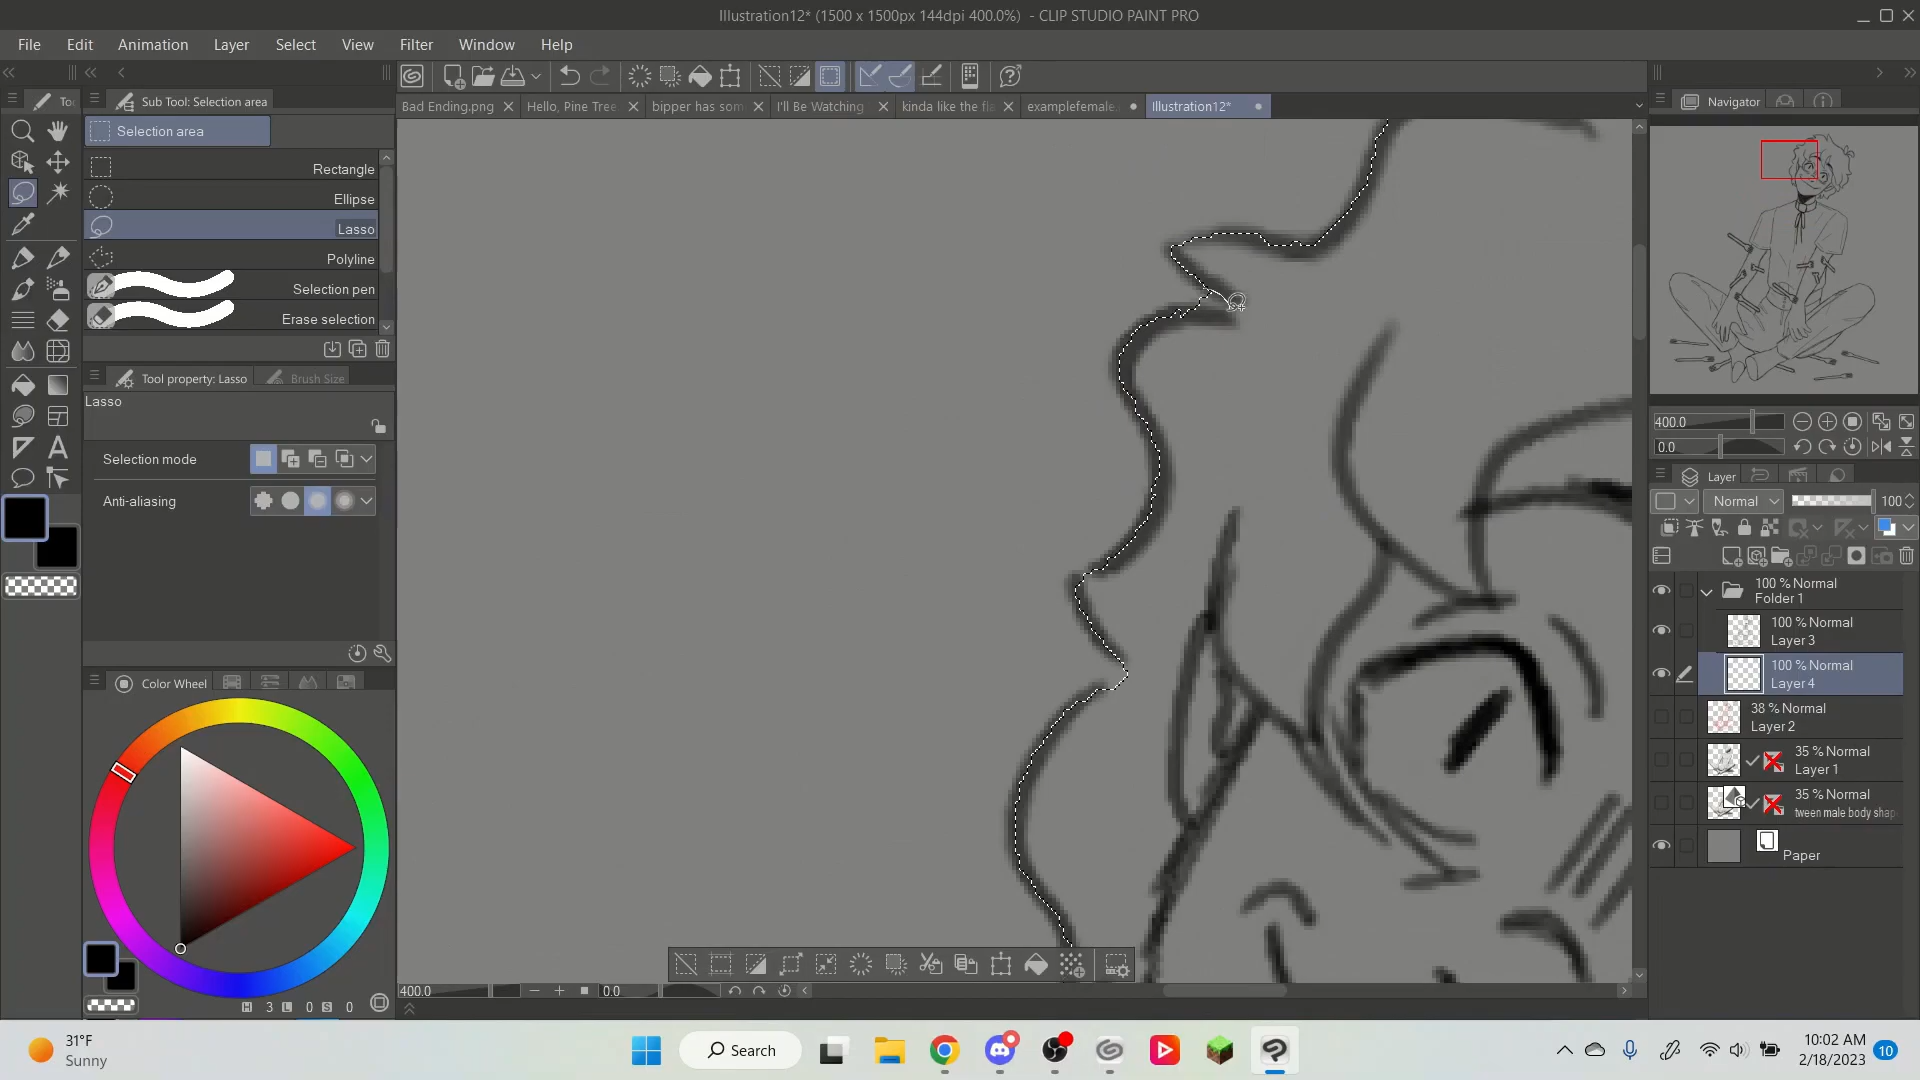 Illustration12* (1500 x 1500px 144dpi 400.0%)  - CLIP STUDIO PAINT PRO
File Edit Animation Layer Select View Filter Window Help
Sub Tool: Selection area
Bad Ending.png
Hello, Pine Tree
bipper has som
I'll Be Watching
kinda like the fla
examplefemale.
Illustration12*
Navigator
Selection area
Rectangle
Ellipse
Lasso
Polyline
Selection pen
Erase selection
Tool property: Lasso
Brush Size
Lasso
Selection mode
Anti-aliasing
Color Wheel
H 3 L 0 S 0
400.0
0.0
400.0
0.0
Layer
Normal
100
100 % Normal
Folder 1
100 % Normal
Layer 3
100 % Normal
Layer 4
38 % Normal
Layer 2
35 % Normal
Layer 1
35 % Normal
tween male body shap
Paper
31°F
Sunny
Search
10:02 AM
2/18/2023
10